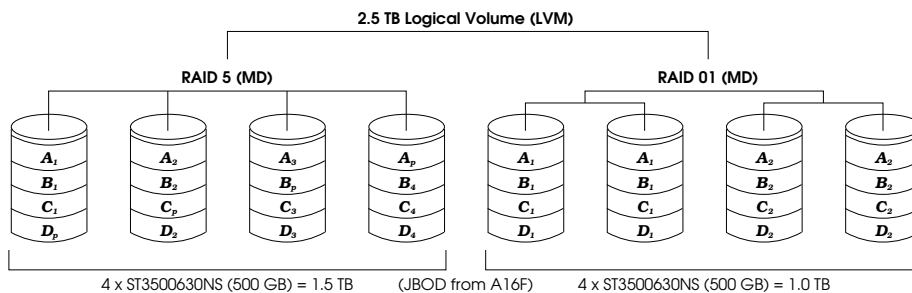 2.5 TB Logical Volume (LVM)
RAID 5 (MD) RAID 01 (MD)
A1 A2 A3 Ap A1 A1 A2 A2
B1 B2 Bp B4 B1 B1 B2 B2
C1 Cp C3 C4 C1 C1 C2 C2
Dp D2 D3 D4 D1 D1 D2 D2
4 x ST3500630NS (500 GB) = 1.5 TB (JBOD from A16F) 4 x ST3500630NS (500 GB) = 1.0 TB